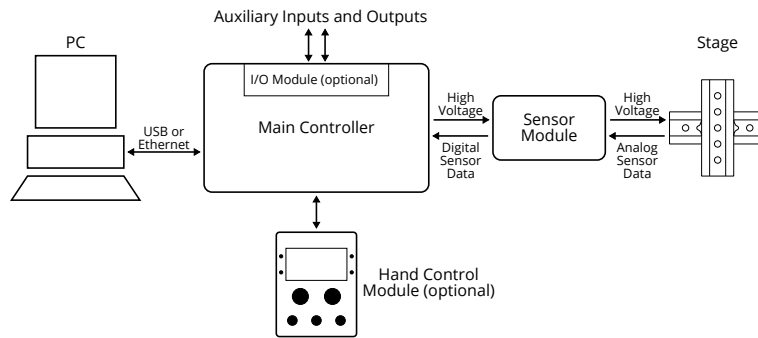 Auxiliary Inputs and Outputs
PC
Stage
I/O Module (optional)
Main Controller
USB or
Ethernet
High
Voltage
Digital
Sensor
Data
Sensor
Module
High
Voltage
Analog
Sensor
Data
Hand Control
Module (optional)